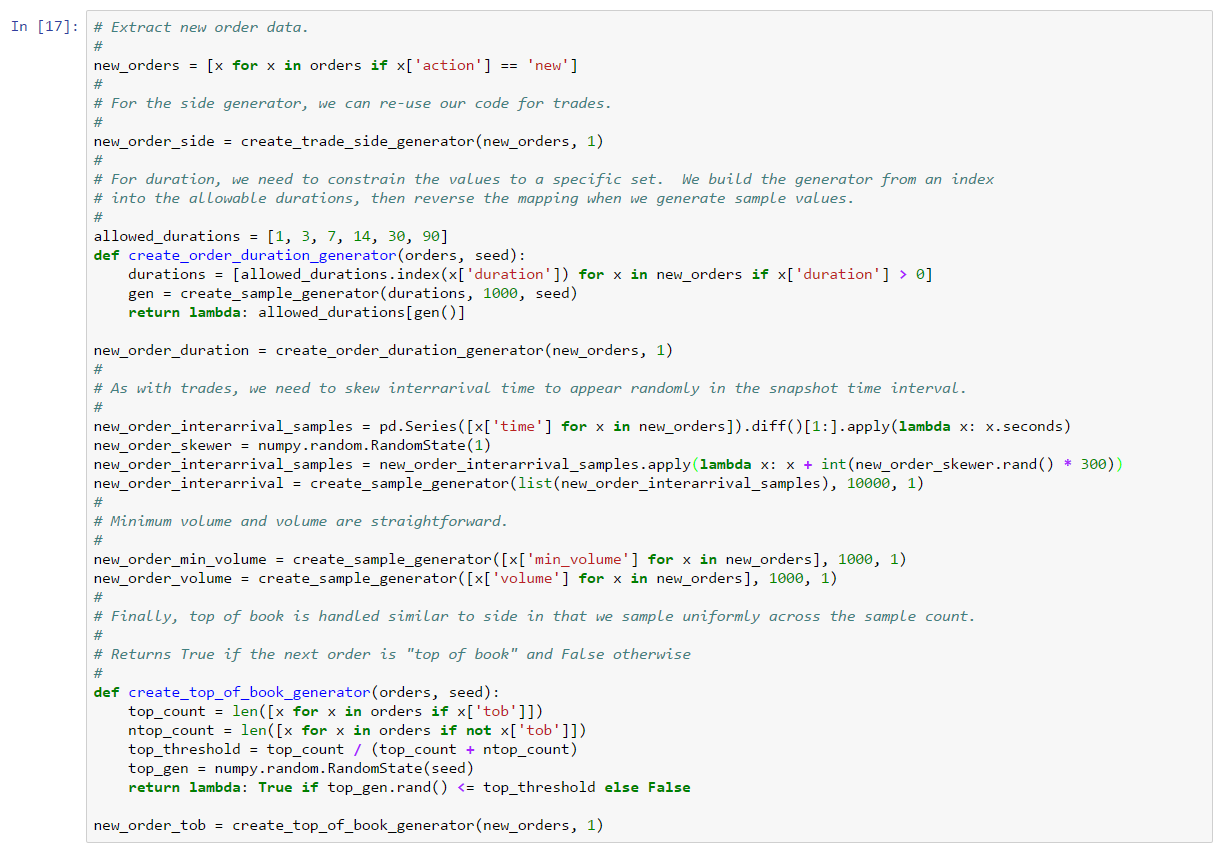 In [17]: # Extract new order data.
#
new_orders = [x for x in orders if x['action'] == 'new']
#
# For the side generator, we can re-use our code for trades.
#
new_order_side = create_trade_side_generator(new_orders, 1)
#
# For duration, we need to constrain the values to a specific set.  We build the generator from an index
# into the allowable durations, then reverse the mapping when we generate sample values.
#
allowed_durations = [1, 3, 7, 14, 30, 90]
def create_order_duration_generator(orders, seed):
    durations = [allowed_durations.index(x['duration']) for x in new_orders if x['duration'] > 0]
    gen = create_sample_generator(durations, 1000, seed)
    return lambda: allowed_durations[gen()]

new_order_duration = create_order_duration_generator(new_orders, 1)
#
# As with trades, we need to skew interrarival time to appear randomly in the snapshot time interval.
#
new_order_interarrival_samples = pd.Series([x['time'] for x in new_orders]).diff()[1:].apply(lambda x: x.seconds)
new_order_skewer = numpy.random.RandomState(1)
new_order_interarrival_samples = new_order_interarrival_samples.apply(lambda x: x + int(new_order_skewer.rand() * 300))
new_order_interarrival = create_sample_generator(list(new_order_interarrival_samples), 10000, 1)
#
# Minimum volume and volume are straightforward.
#
new_order_min_volume = create_sample_generator([x['min_volume'] for x in new_orders], 1000, 1)
new_order_volume = create_sample_generator([x['volume'] for x in new_orders], 1000, 1)
#
# Finally, top of book is handled similar to side in that we sample uniformly across the sample count.
#
# Returns True if the next order is "top of book" and False otherwise
#
def create_top_of_book_generator(orders, seed):
    top_count = len([x for x in orders if x['tob']])
    ntop_count = len([x for x in orders if not x['tob']])
    top_threshold = top_count / (top_count + ntop_count)
    top_gen = numpy.random.RandomState(seed)
    return lambda: True if top_gen.rand() <= top_threshold else False

new_order_tob = create_top_of_book_generator(new_orders, 1)